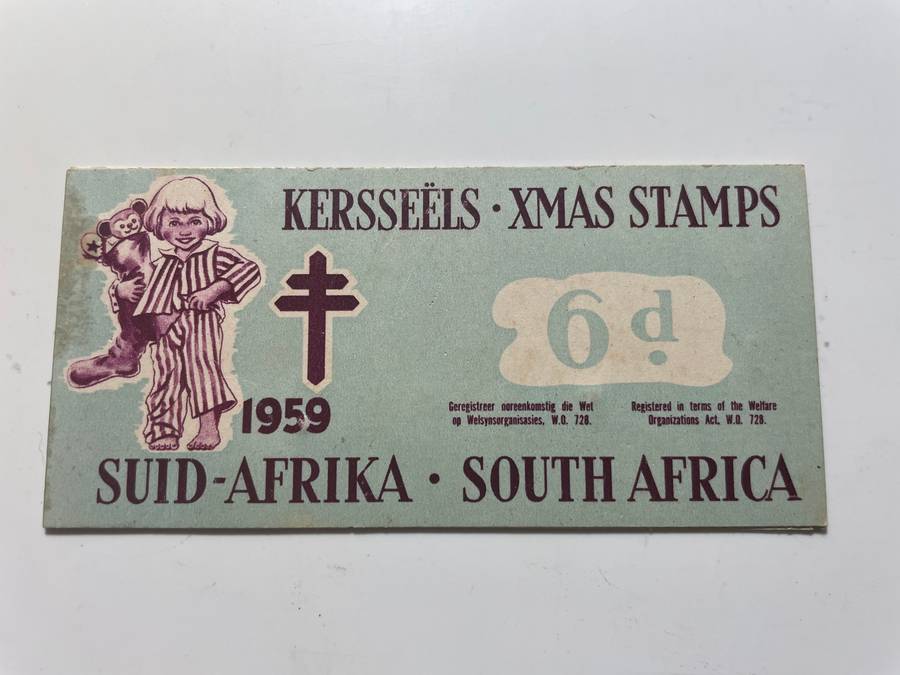 KERSSEËLS · XMAS STAMPS
6d.
1959
Geregistreer ooreenkomstig die Wet
op Welsynsorganisasies, W.O. 728.
Registered in terms of the Welfare
Organizations Act, W.O. 728.
SUID-AFRIKA · SOUTH AFRICA